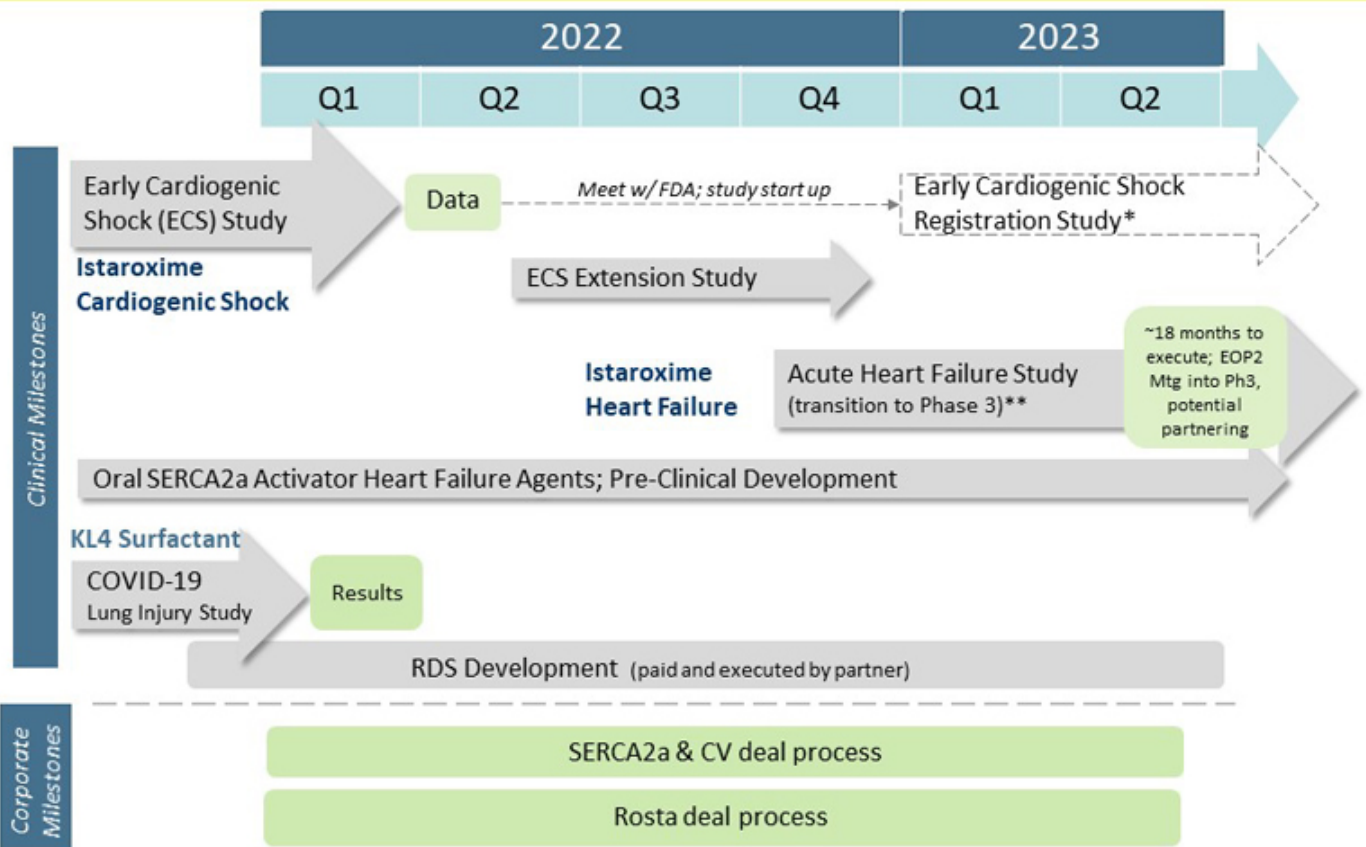 2022
2023
Q1
Q2
Q3
Q4
Q1
Q2
Clinical Milestones
Early Cardiogenic
Shock (ECS) Study
Data
Meet w/ FDA; study start up
Early Cardiogenic Shock
Registration Study*
Istaroxime
Cardiogenic Shock
ECS Extension Study
Istaroxime
Heart Failure
Acute Heart Failure Study
(transition to Phase 3)**
~18 months to
execute; EOP2
Mtg into Ph3,
potential
partnering
Oral SERCA2a Activator Heart Failure Agents; Pre-Clinical Development
KL4 Surfactant
COVID-19
Lung Injury Study
Results
RDS Development (paid and executed by partner)
Corporate
Milestones
SERCA2a & CV deal process
Rosta deal process